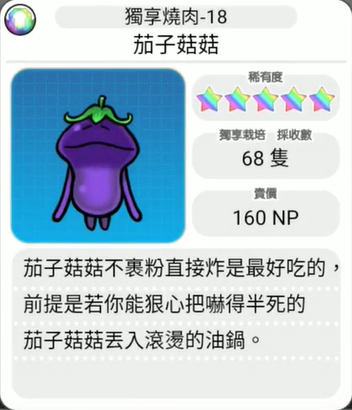 獨享燒肉-18
茄子菇菇
稀有度
獨享栽培 採收數
68 隻
賣價
160 NP
茄子菇菇不裹粉直接炸是最好吃的，
前提是若你能狠心把嚇得半死的
茄子菇菇丟入滾燙的油鍋。